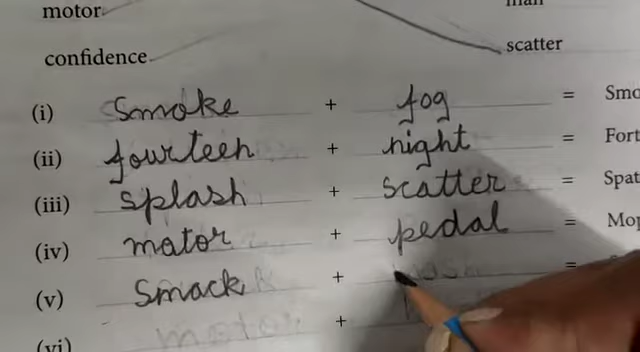 motor
confidence
scatter
(i) Smoke + fog = Smo
(ii) fourteen + night = Fort
(iii) splash + scatter = Spat
(iv) mator + pedal = Mop
(v) Smack + =
(vi) +